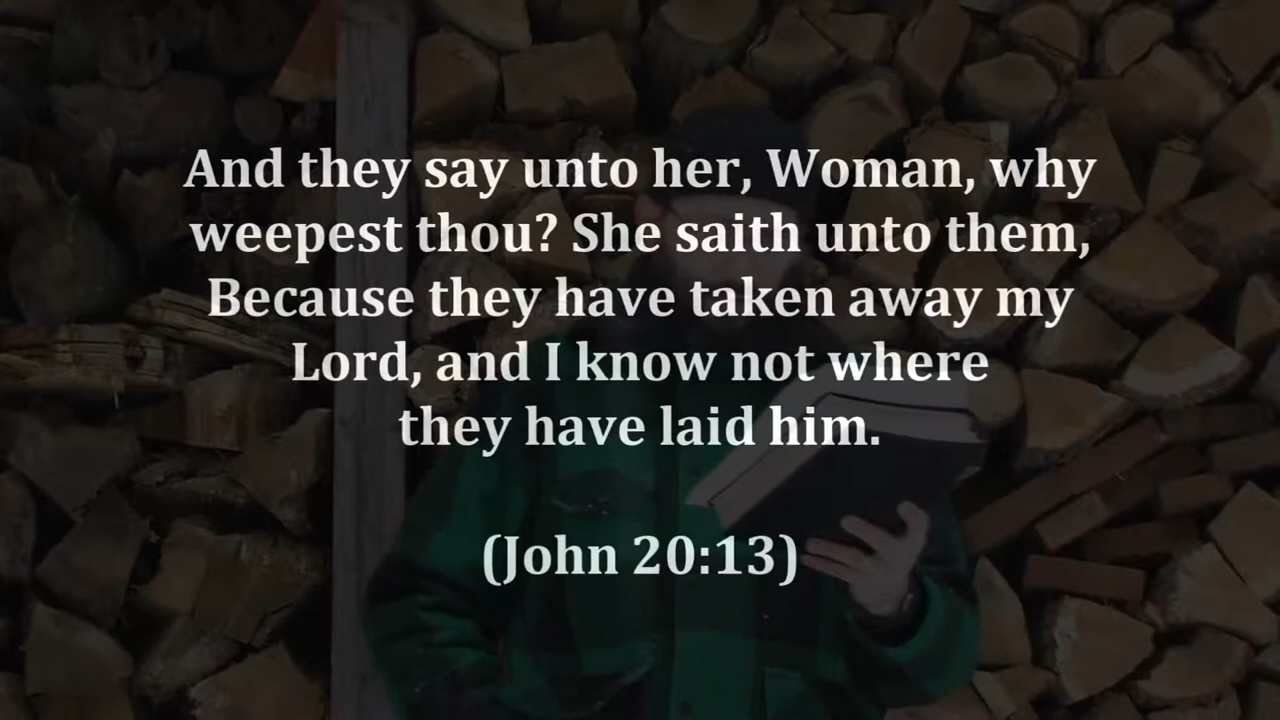 And they say unto her, Woman, why
weepest thou? She saith unto them,
Because they have taken away my
Lord, and I know not where
they have laid him.
(John 20:13)